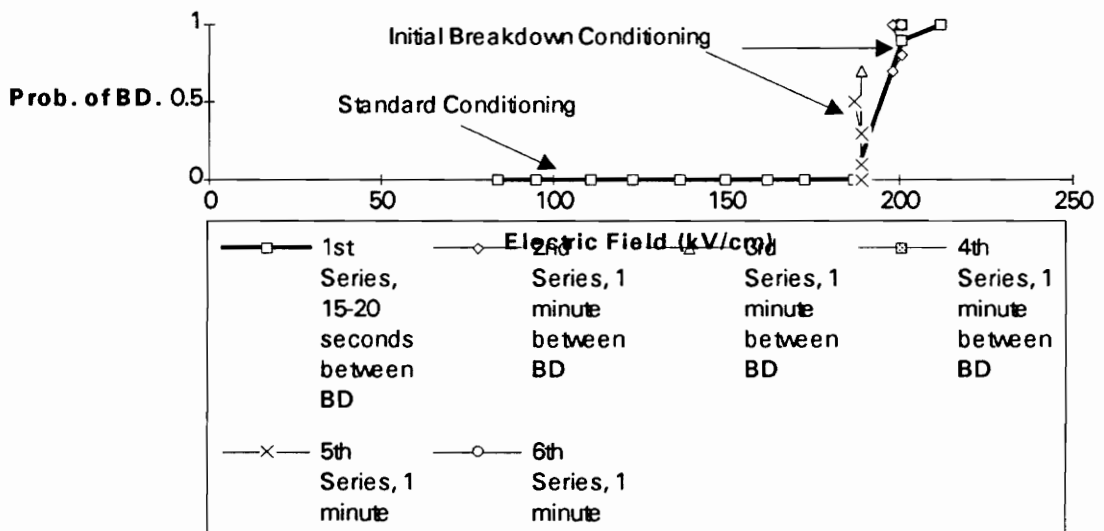 1
Initial Breakdown Conditioning
Prob. of BD. 0.5
Standard Conditioning
0
0 50 100 150 200 250
Electric Field (kV/cm)
1st Series, 15-20 seconds between BD
2nd Series, 1 minute between BD
3rd Series, 1 minute between BD
4th Series, 1 minute between BD
5th Series, 1 minute
6th Series, 1 minute